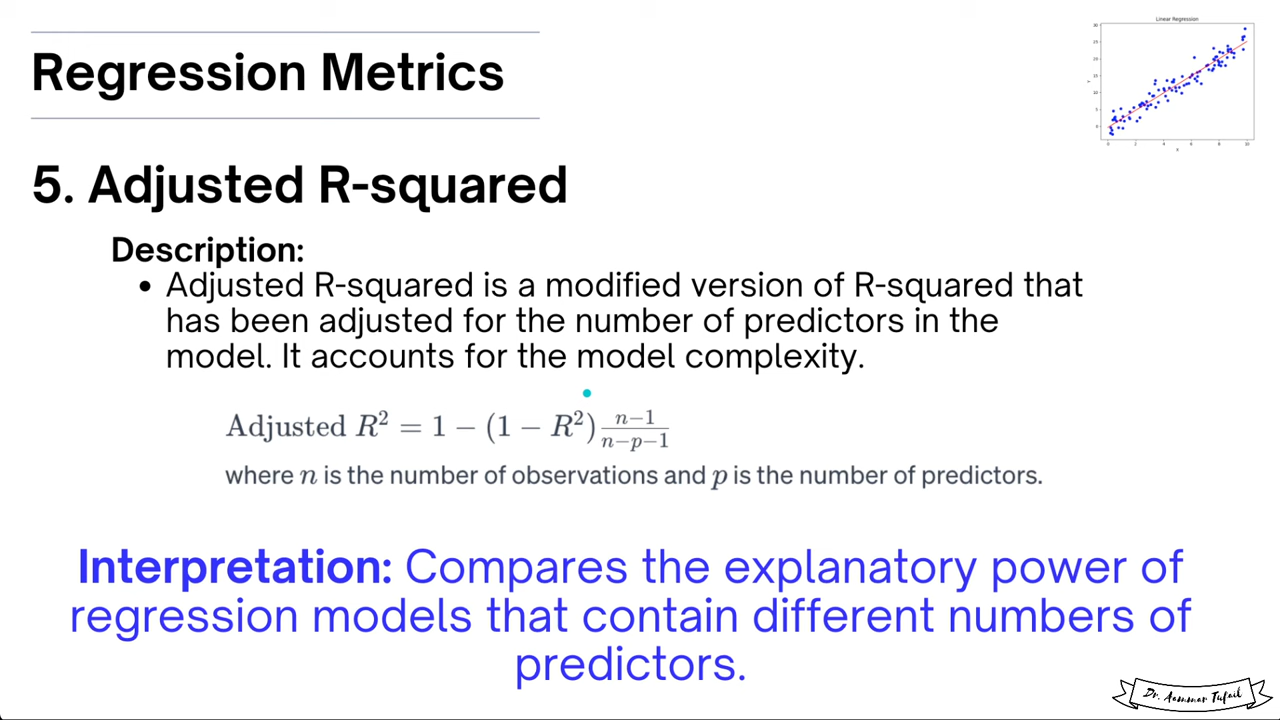 Linear Regression
Regression Metrics
5. Adjusted R-squared
Description:
• Adjusted R-squared is a modified version of R-squared that
has been adjusted for the number of predictors in the
model. It accounts for the model complexity.
Adjusted R² = 1 − (1 − R²) (n−1)/(n−p−1)
where n is the number of observations and p is the number of predictors.
Interpretation: Compares the explanatory power of
regression models that contain different numbers of
predictors.
Dr. Aammar Tufail